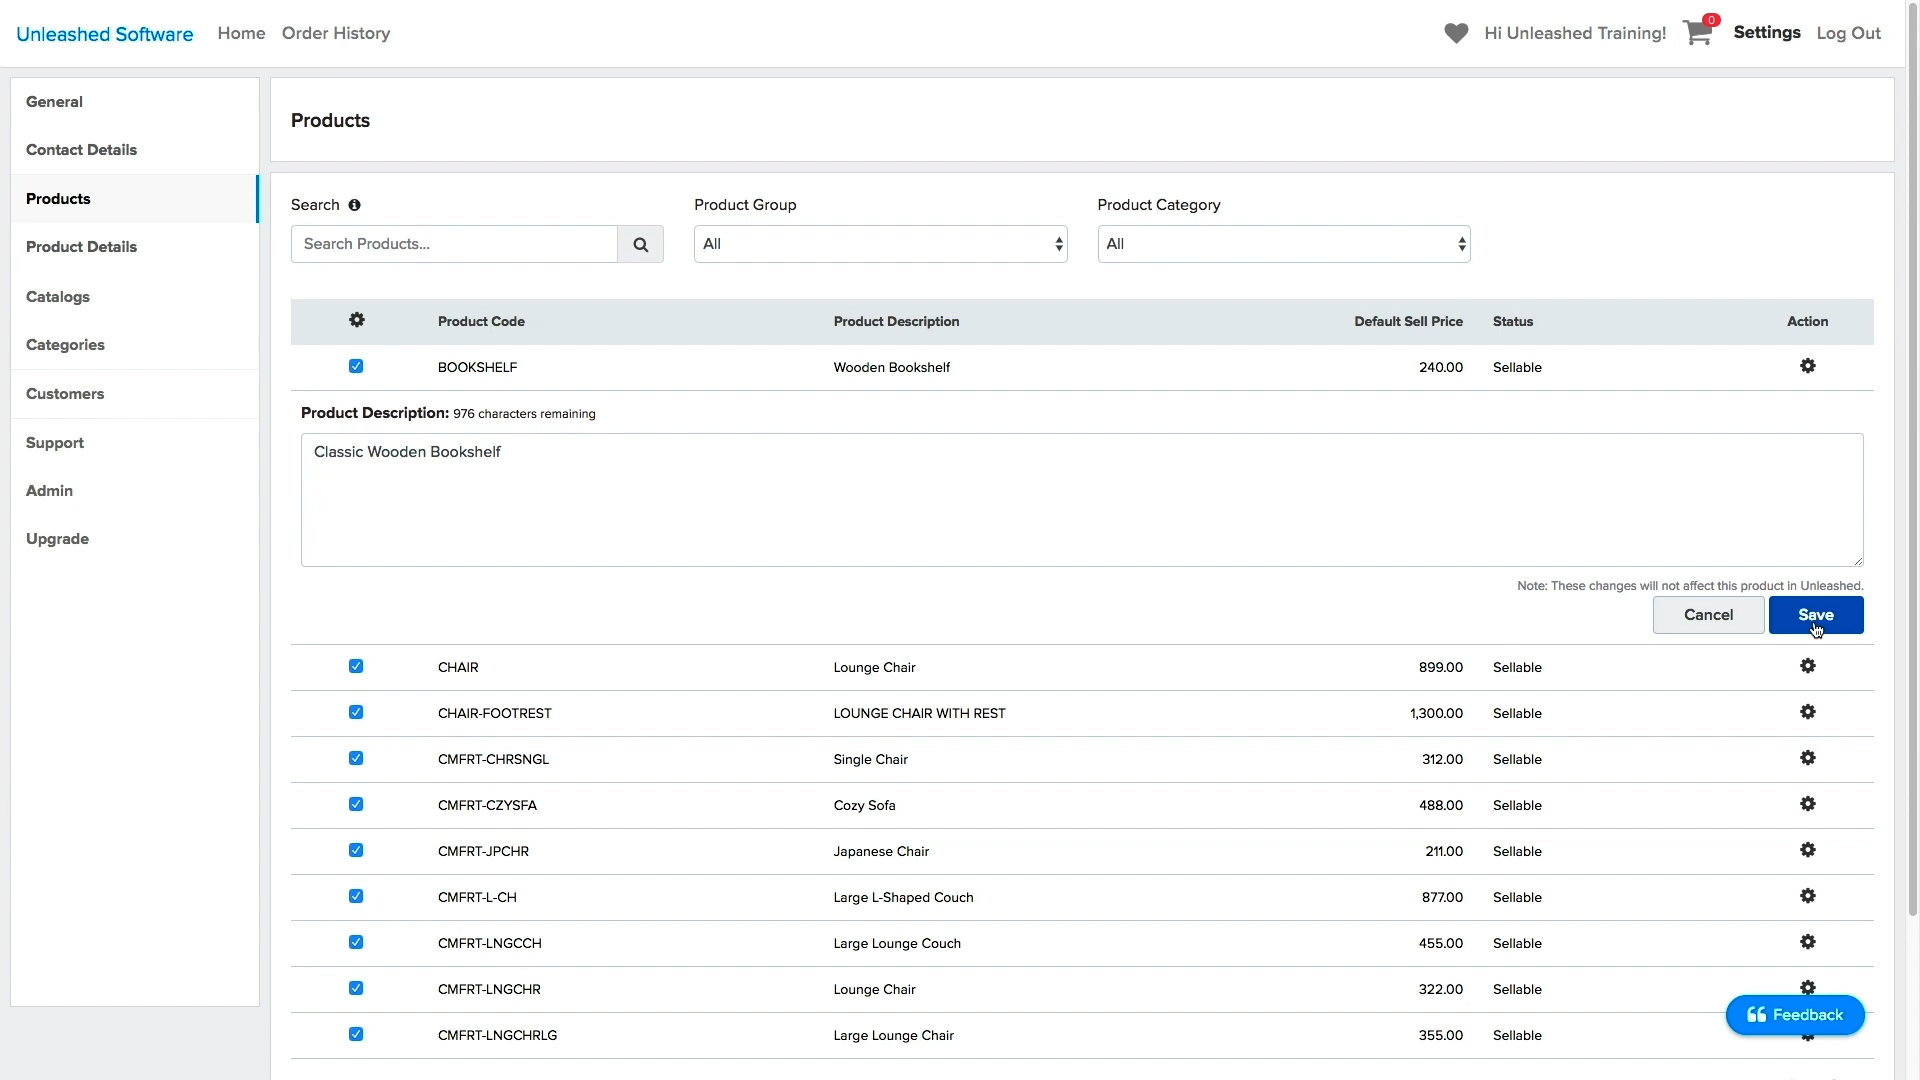 Unleashed Software Home Order History Hi Unleashed Training! 0 Settings Log Out
General
Contact Details
Products
Product Details
Catalogs
Categories
Customers
Support
Admin
Upgrade
Products
Search Product Group Product Category
Search Products... All All
Product Code Product Description Default Sell Price Status Action
BOOKSHELF Wooden Bookshelf 240.00 Sellable
Product Description: 976 characters remaining
Classic Wooden Bookshelf
Note: These changes will not affect this product in Unleashed.
Cancel Save
CHAIR Lounge Chair 899.00 Sellable
CHAIR-FOOTREST LOUNGE CHAIR WITH REST 1,300.00 Sellable
CMFRT-CHRSNGL Single Chair 312.00 Sellable
CMFRT-CZYSFA Cozy Sofa 488.00 Sellable
CMFRT-JPCHR Japanese Chair 211.00 Sellable
CMFRT-L-CH Large L-Shaped Couch 877.00 Sellable
CMFRT-LNGCCH Large Lounge Couch 455.00 Sellable
CMFRT-LNGCHR Lounge Chair 322.00 Sellable
CMFRT-LNGCHRLG Large Lounge Chair 355.00 Sellable
Feedback